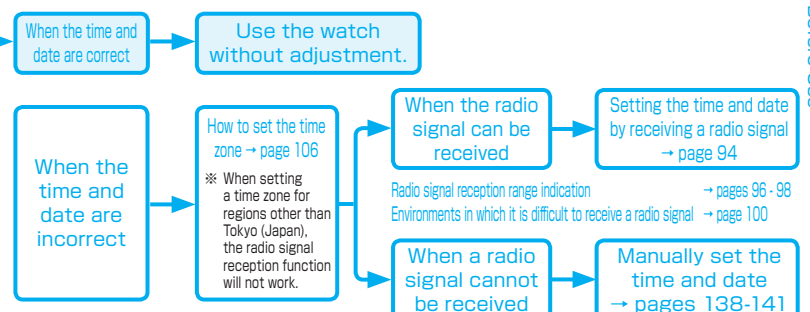 When the time and
date are correct
Use the watch
without adjustment.
When the
time and
date are
incorrect
How to set the time
zone → page 106
※ When setting
a time zone for
regions other than
Tokyo (Japan),
the radio signal
reception function
will not work.
When the radio
signal can be
received
Setting the time and date
by receiving a radio signal
→ page 94
Radio signal reception range indication → pages 96 - 98
Environments in which it is difficult to receive a radio signal → page 100
When a radio
signal cannot
be received
Manually set the
time and date
→ pages 138-141